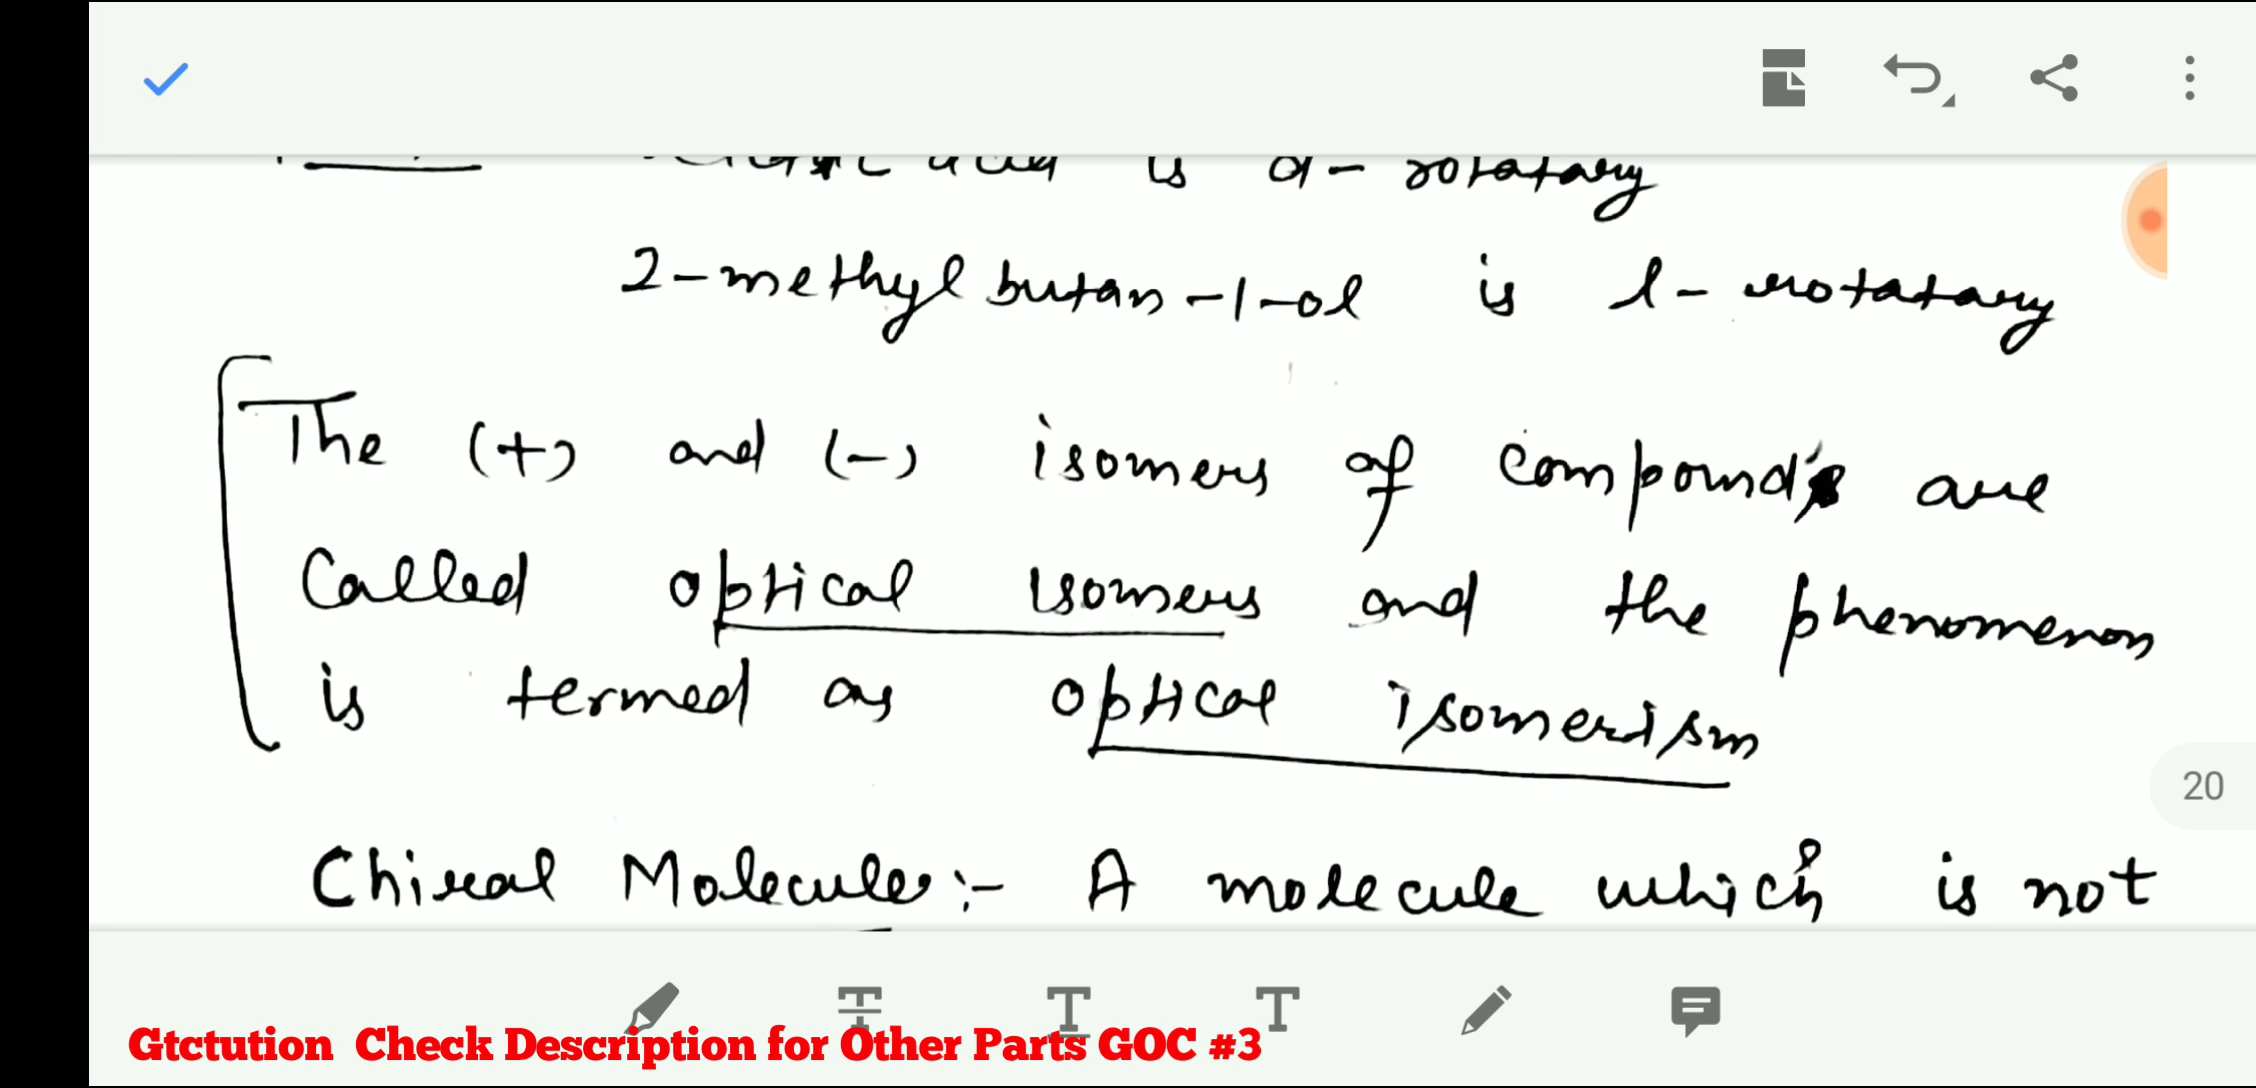 is d- rotatary
2-methyl butan-1-ol is l- rotatary
The (+) and (-) isomers of compounds are
Called optical isomers and the phenomenon
is termed as optical isomerism
20
Chiral Molecules:- A molecule which is not
T T T
Gtctution Check Description for Other Parts GOC #3